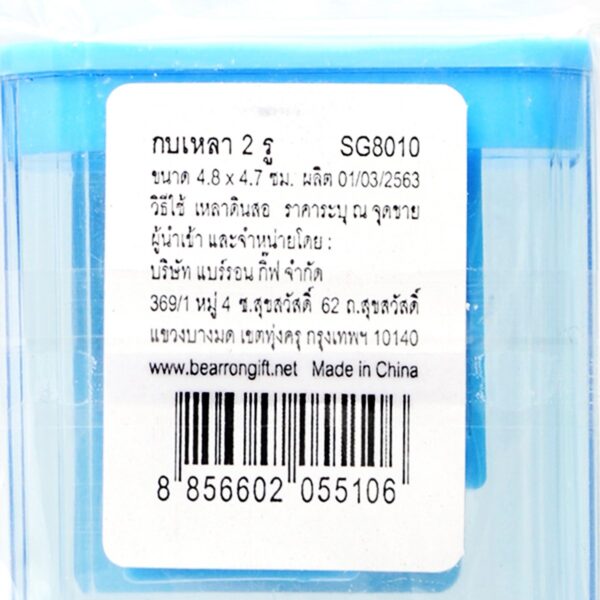 กบเหลา 2 รู SG8010
ขนาด 4.8 x 4.7 ซม. ผลิต 01/03/2563
วิธีใช้ เหลาดินสอ ราคาระบุ ณ จุดขาย
ผู้นำเข้า และจำหน่ายโดย :
บริษัท แบร์รอน กิ๊ฟ จำกัด
369/1 หมู่ 4 ซ.สุขสวัสดิ์ 62 ถ.สุขสวัสดิ์
แขวงบางมด เขตทุ่งครุ กรุงเทพฯ 10140
www.bearrongift.net Made in China
8 856602 055106